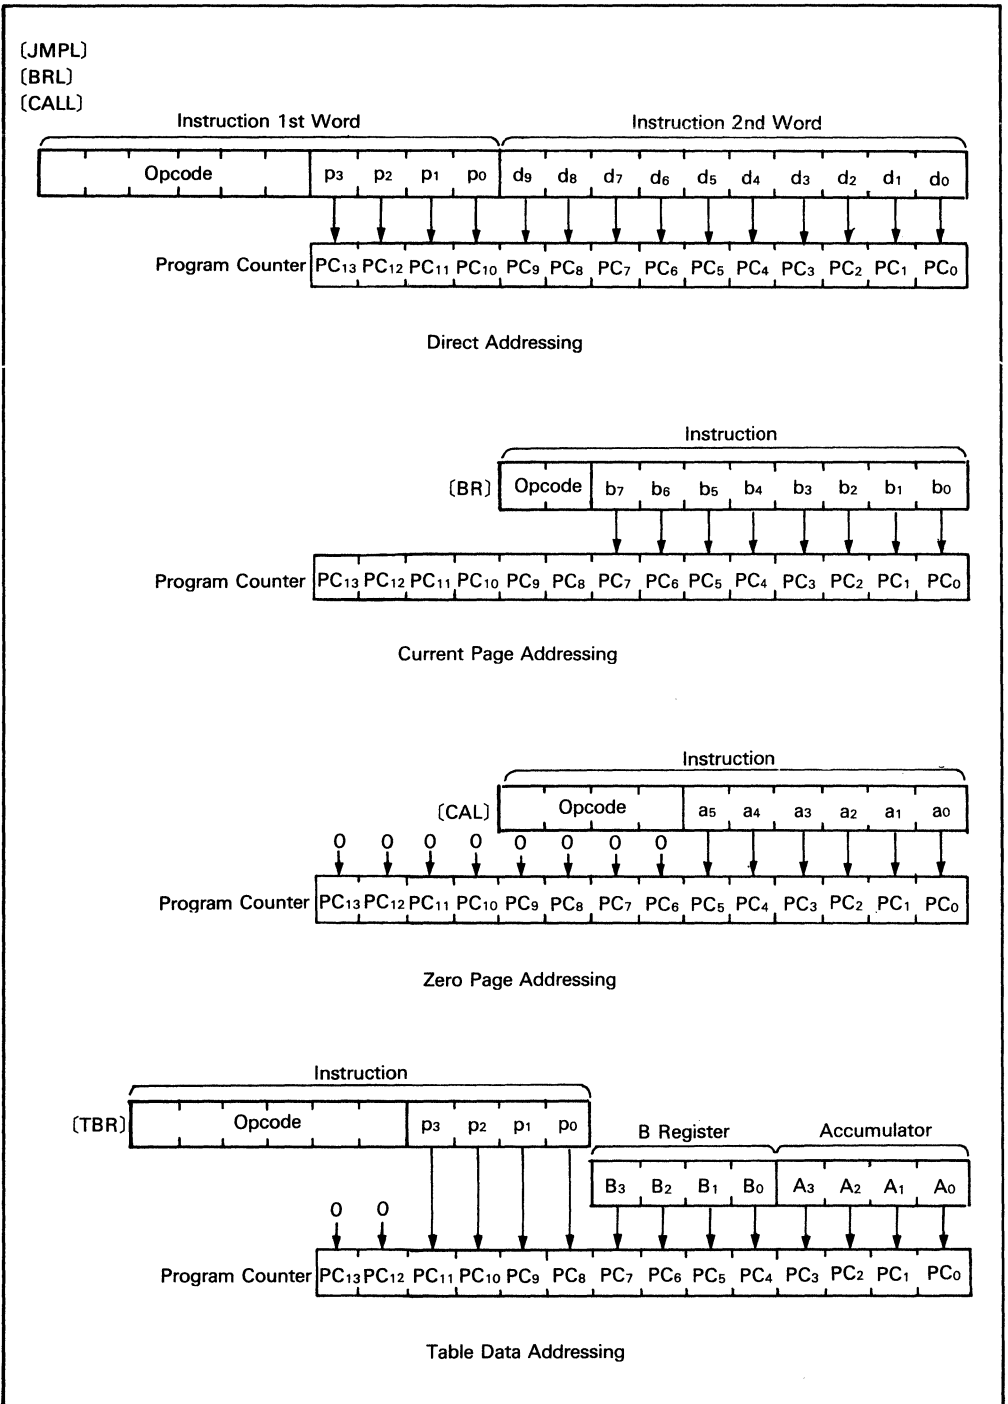 〔JMPL〕
〔BRL〕
〔CALL〕
Instruction 1st Word Instruction 2nd Word
Opcode p3 p2 p1 p0 d9 d8 d7 d6 d5 d4 d3 d2 d1 d0
Program Counter PC13 PC12 PC11 PC10 PC9 PC8 PC7 PC6 PC5 PC4 PC3 PC2 PC1 PC0
Direct Addressing
Instruction
〔BR〕 Opcode b7 b6 b5 b4 b3 b2 b1 b0
Program Counter PC13 PC12 PC11 PC10 PC9 PC8 PC7 PC6 PC5 PC4 PC3 PC2 PC1 PC0
Current Page Addressing
Instruction
〔CAL〕 Opcode a5 a4 a3 a2 a1 a0
0 0 0 0 0 0 0 0
Program Counter PC13 PC12 PC11 PC10 PC9 PC8 PC7 PC6 PC5 PC4 PC3 PC2 PC1 PC0
Zero Page Addressing
Instruction
〔TBR〕 Opcode p3 p2 p1 p0
B Register Accumulator
B3 B2 B1 B0 A3 A2 A1 A0
0 0
Program Counter PC13 PC12 PC11 PC10 PC9 PC8 PC7 PC6 PC5 PC4 PC3 PC2 PC1 PC0
Table Data Addressing